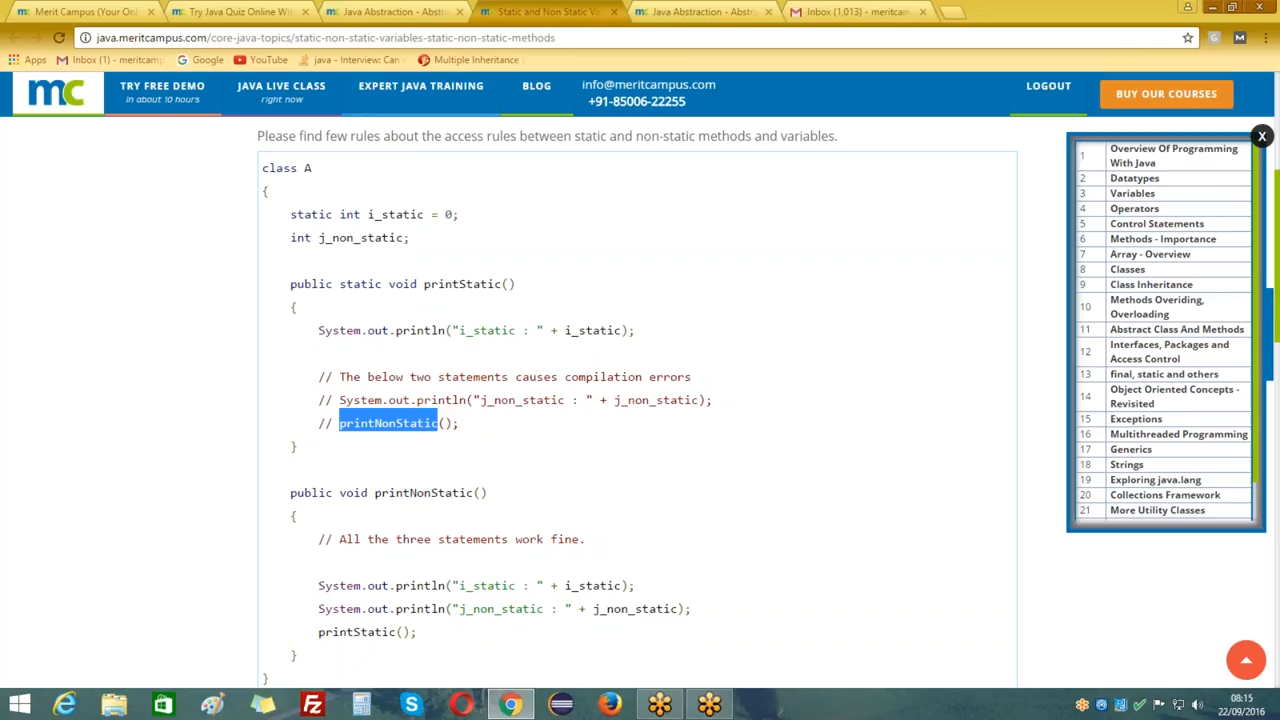 Merit Campus (Your Onl
Try Java Quiz Online Wit
Java Abstraction - Abstra
Static and Non Static Va
Java Abstraction - Abstra
Inbox (1,013) - meritcam
java.meritcampus.com/core-java-topics/static-non-static-variables-static-non-static-methods
Apps
Inbox (1) - meritcamp
Google
YouTube
java - Interview: Can
Multiple Inheritance
mc
TRY FREE DEMO
in about 10 hours
JAVA LIVE CLASS
right now
EXPERT JAVA TRAINING
BLOG
info@meritcampus.com
+91-85006-22255
LOGOUT
BUY OUR COURSES
Please find few rules about the access rules between static and non-static methods and variables.
class A
{
static int i_static = 0;
int j_non_static;
public static void printStatic()
{
System.out.println("i_static : " + i_static);
// The below two statements causes compilation errors
// System.out.println("j_non_static : " + j_non_static);
// printNonStatic();
}
public void printNonStatic()
{
// All the three statements work fine.
System.out.println("i_static : " + i_static);
System.out.println("j_non_static : " + j_non_static);
printStatic();
}
}
X
1 Overview Of Programming
With Java
2 Datatypes
3 Variables
4 Operators
5 Control Statements
6 Methods - Importance
7 Array - Overview
8 Classes
9 Class Inheritance
10 Methods Overiding,
Overloading
11 Abstract Class And Methods
12 Interfaces, Packages and
Access Control
13 final, static and others
14 Object Oriented Concepts -
Revisited
15 Exceptions
16 Multithreaded Programming
17 Generics
18 Strings
19 Exploring java.lang
20 Collections Framework
21 More Utility Classes
08:15
22/09/2016